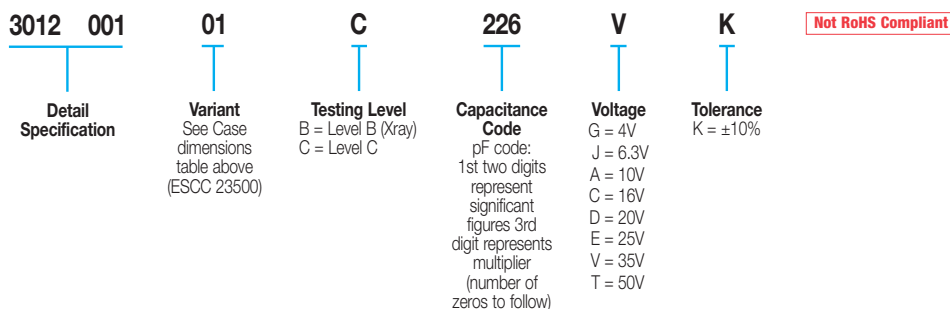 3012 001 01 C 226 V K
Not RoHS Compliant
Detail
Specification
Variant
See Case
dimensions
table above
(ESCC 23500)
Testing Level
B = Level B (Xray)
C = Level C
Capacitance
Code
pF code:
1st two digits
represent
significant
figures 3rd
digit represents
multiplier
(number of
zeros to follow)
Voltage
G = 4V
J = 6.3V
A = 10V
C = 16V
D = 20V
E = 25V
V = 35V
T = 50V
Tolerance
K = ±10%